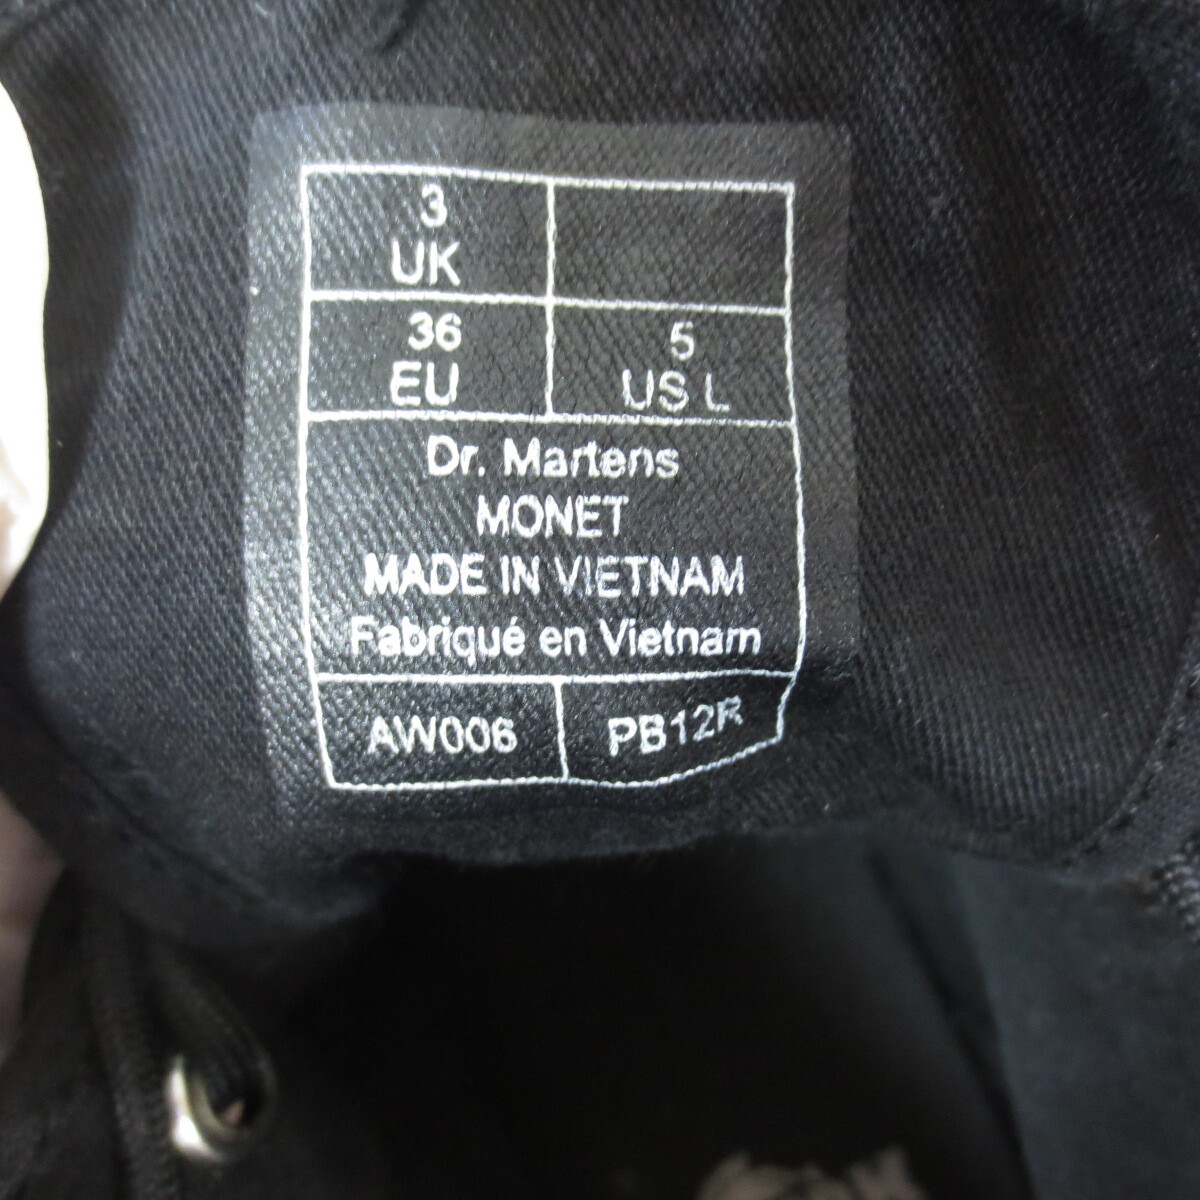 3
UK
36
EU
5
US L
Dr. Martens
MONET
MADE IN VIETNAM
Fabriqué en Vietnam
AW006
PB12R